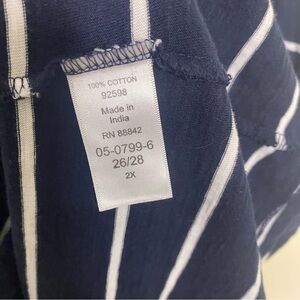 100% COTTON
92598
Made in
India
RN 88842
05-0799-6
26/28
2X